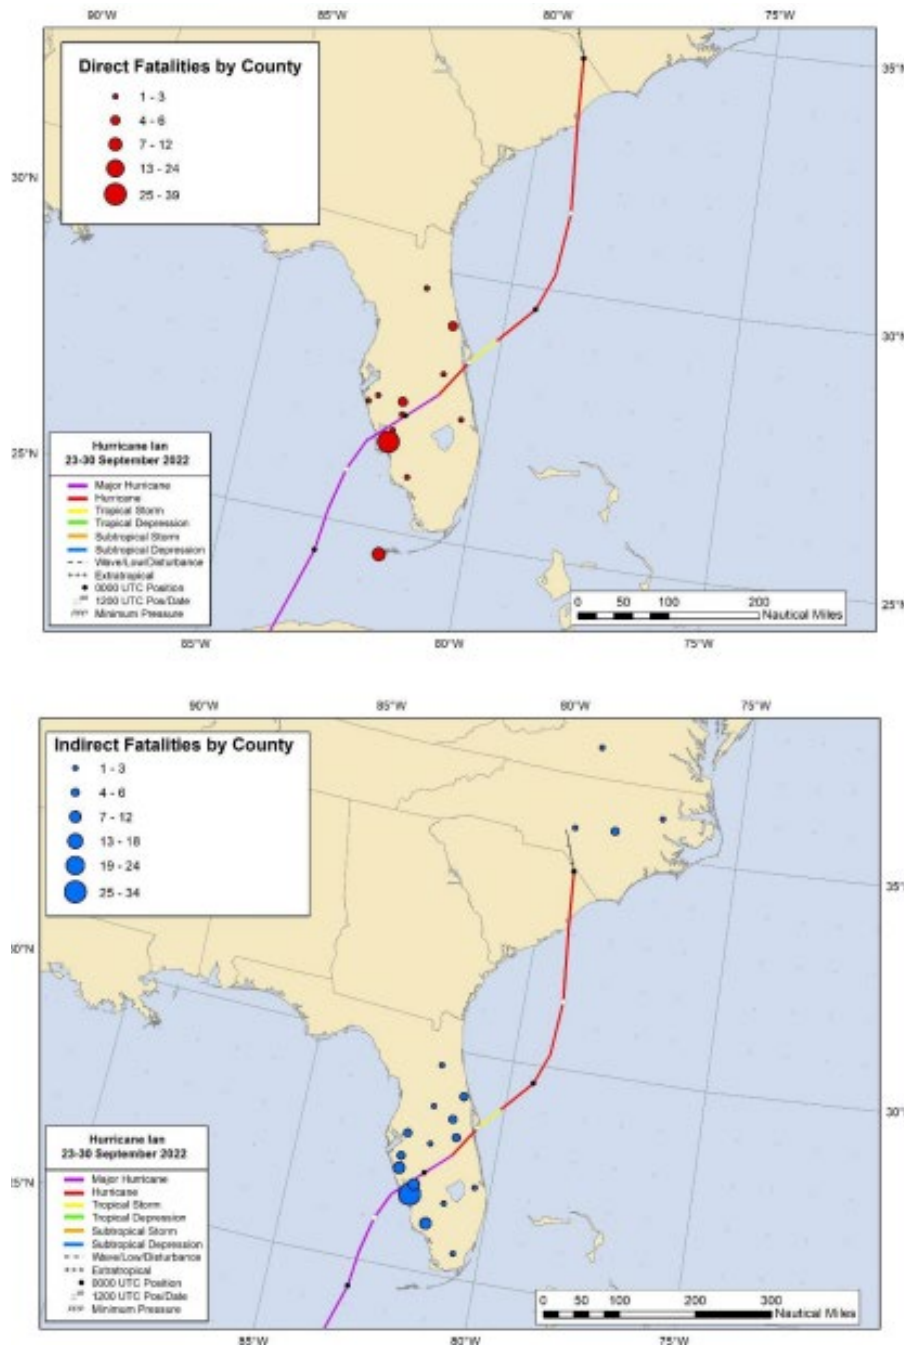 90°W 85°W 80°W 75°W
Direct Fatalities by County
1 - 3
4 - 6
7 - 12
13 - 24
25 - 39
35°N
30°N
30°N
25°N
25°N
Hurricane Ian
23-30 September 2022
Major Hurricane
Hurricane
Tropical Storm
Tropical Depression
Subtropical Storm
Subtropical Depression
Wave/Low/Disturbance
Extratropical
0000 UTC Position
1200 UTC Pos/Date
Minimum Pressure
0 50 100 200
Nautical Miles
85°W 80°W 75°W
90°W 85°W 80°W 75°W
Indirect Fatalities by County
1 - 3
4 - 6
7 - 12
13 - 18
19 - 24
25 - 34
35°N
30°N
30°N
25°N
Hurricane Ian
23-30 September 2022
Major Hurricane
Hurricane
Tropical Storm
Tropical Depression
Subtropical Storm
Subtropical Depression
Wave/Low/Disturbance
Extratropical
0000 UTC Position
1200 UTC Pos/Date
Minimum Pressure
0 50 100 200 300
Nautical Miles
85°W 80°W 75°W